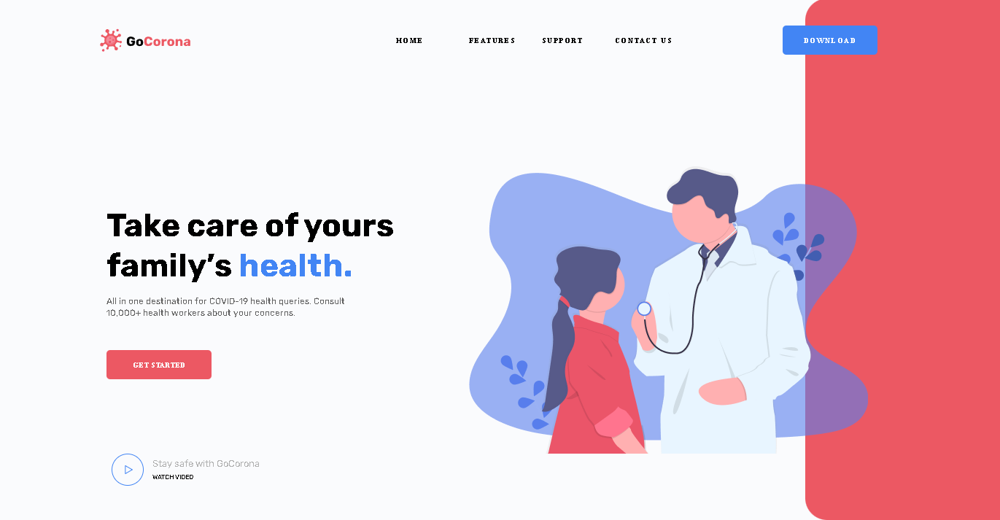 GoCorona
HOME FEATURES SUPPORT CONTACT US DOWNLOAD
Take care of yours
family’s health.
All in one destination for COVID-19 health queries. Consult
10,000+ health workers about your concerns.
GET STARTED
Stay safe with GoCorona
WATCH VIDEO